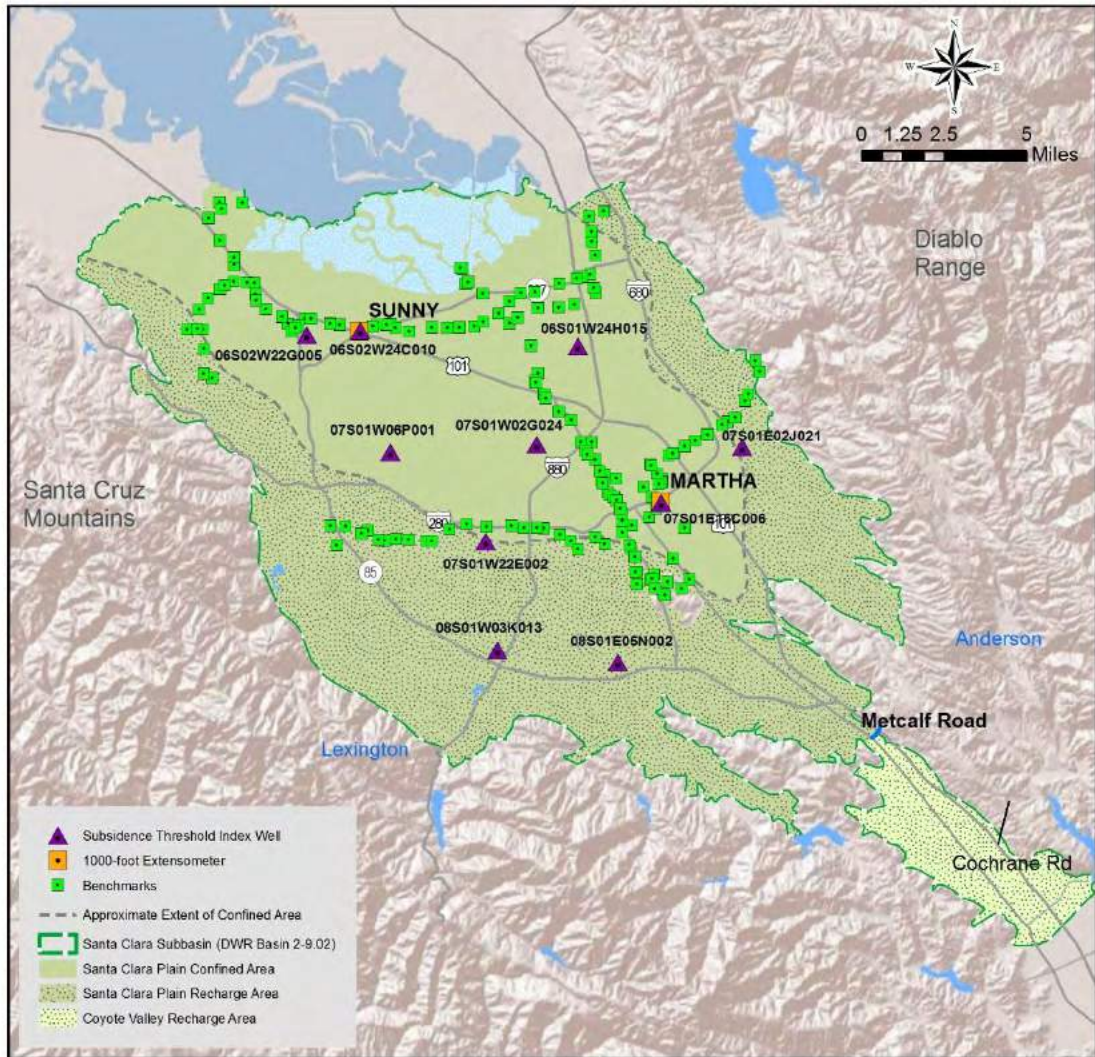 N
W
E
S
0 1.25 2.5 5
Miles
Diablo
Range
680
SUNNY
06S01W24H015
06S02W22G005
06S02W24C010
101
07S01W06P001
07S01W02G024
07S01E02J021
880
Santa Cruz
Mountains
MARTHA
07S01E16C006
280
101
07S01W22E002
85
08S01W03K013
08S01E05N002
Anderson
Metcalf Road
Lexington
Cochrane Rd
Subsidence Threshold Index Well
1000-foot Extensometer
Benchmarks
Approximate Extent of Confined Area
Santa Clara Subbasin (DWR Basin 2-9.02)
Santa Clara Plain Confined Area
Santa Clara Plain Recharge Area
Coyote Valley Recharge Area